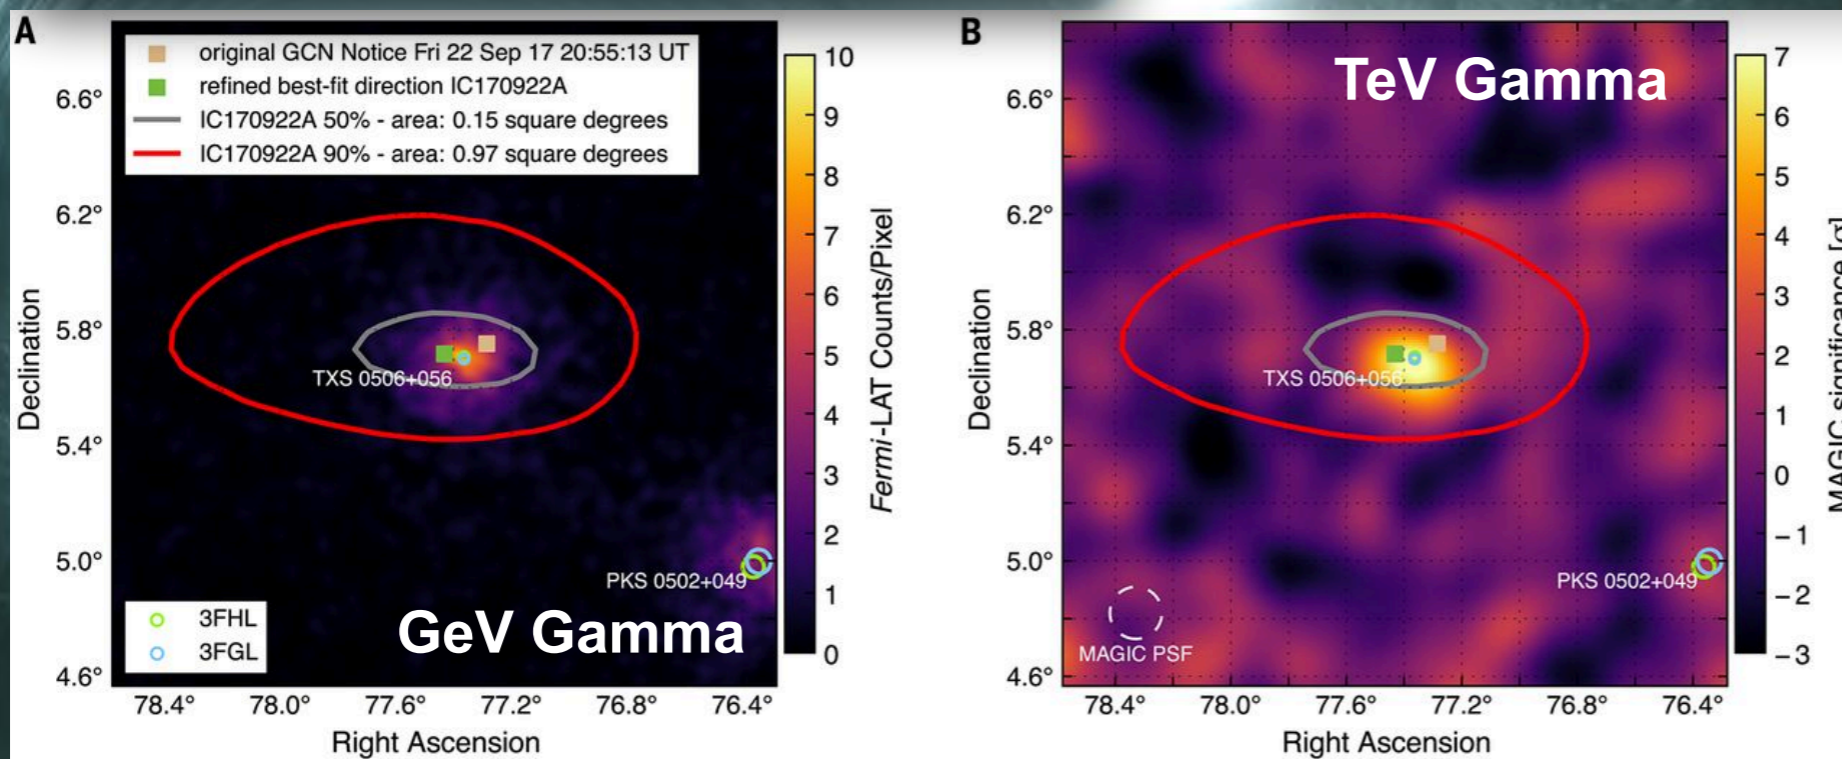 A
original GCN Notice Fri 22 Sep 17 20:55:13 UT
refined best-fit direction IC170922A
IC170922A 50% - area: 0.15 square degrees
IC170922A 90% - area: 0.97 square degrees
6.6°
6.2°
5.8°
5.4°
5.0°
4.6°
Declination
TXS 0506+056
PKS 0502+049
3FHL
3FGL
GeV Gamma
78.4°
78.0°
77.6°
77.2°
76.8°
76.4°
Right Ascension
10
9
8
7
6
5
4
3
2
1
0
Fermi-LAT Counts/Pixel
B
TeV Gamma
6.6°
6.2°
5.8°
5.4°
5.0°
4.6°
Declination
TXS 0506+056
PKS 0502+049
MAGIC PSF
78.4°
78.0°
77.6°
77.2°
76.8°
76.4°
Right Ascension
7
6
5
4
3
2
1
0
−1
−2
−3
MAGIC significance [σ]